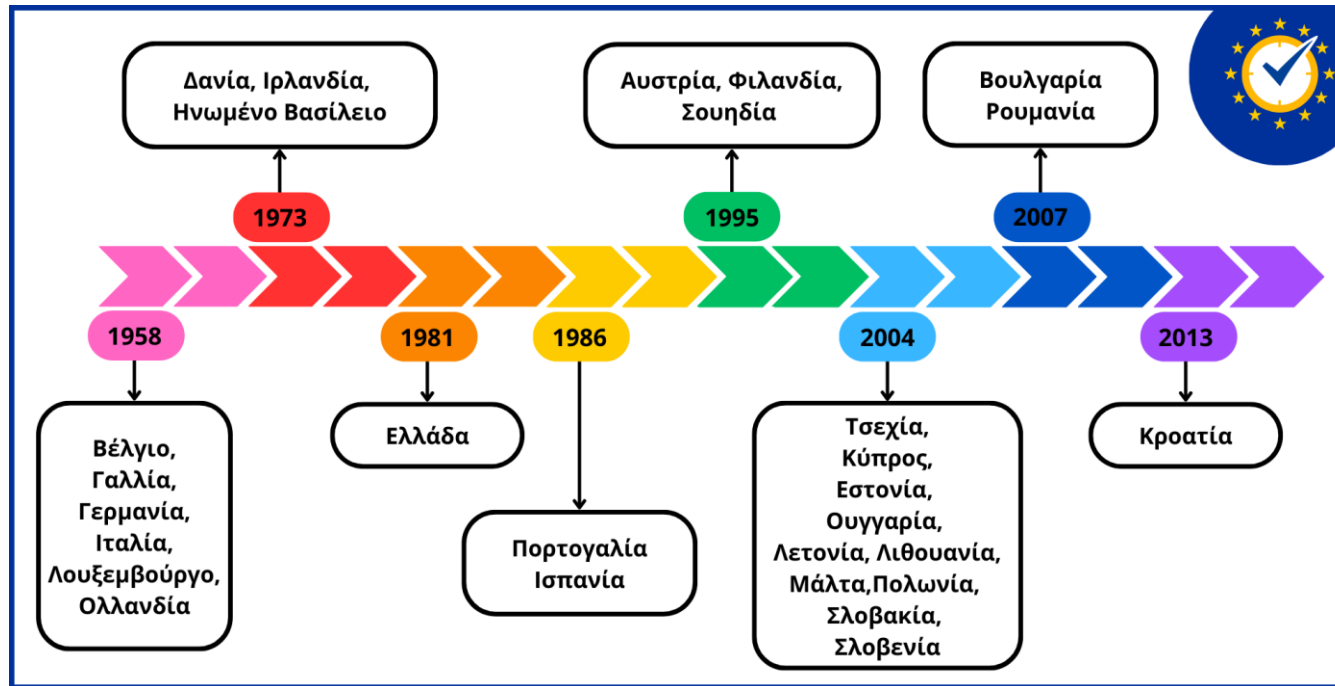 Δανία, Ιρλανδία,
Ηνωμένο Βασίλειο
Αυστρία, Φιλανδία,
Σουηδία
Βουλγαρία
Ρουμανία
1973
1995
2007
1958
1981
1986
2004
2013
Βέλγιο,
Γαλλία,
Γερμανία,
Ιταλία,
Λουξεμβούργο,
Ολλανδία
Ελλάδα
Πορτογαλία
Ισπανία
Τσεχία,
Κύπρος,
Εστονία,
Ουγγαρία,
Λετονία, Λιθουανία,
Μάλτα,Πολωνία,
Σλοβακία,
Σλοβενία
Κροατία